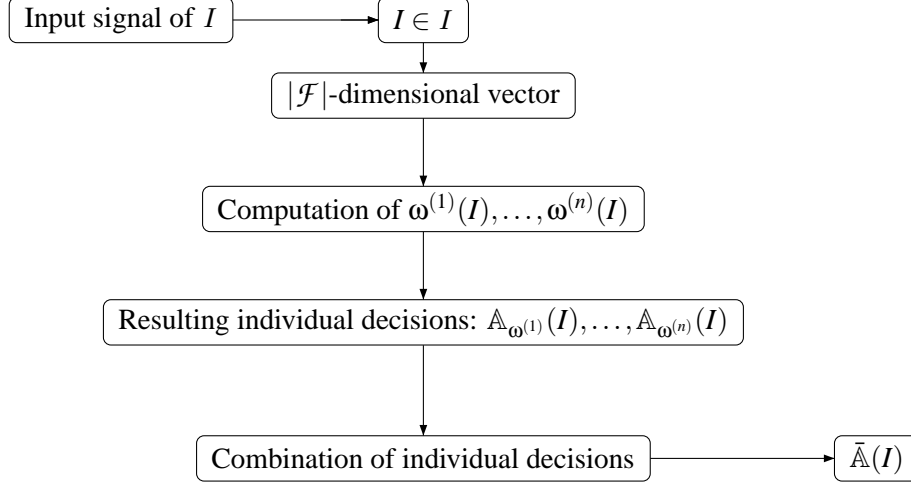 Input signal of I
I ∈ I
|ℱ|-dimensional vector
Computation of ω⁽¹⁾(I),...,ω⁽ⁿ⁾(I)
Resulting individual decisions: 𝔸_ω⁽¹⁾(I),...,𝔸_ω⁽ⁿ⁾(I)
Combination of individual decisions
𝔸̄(I)